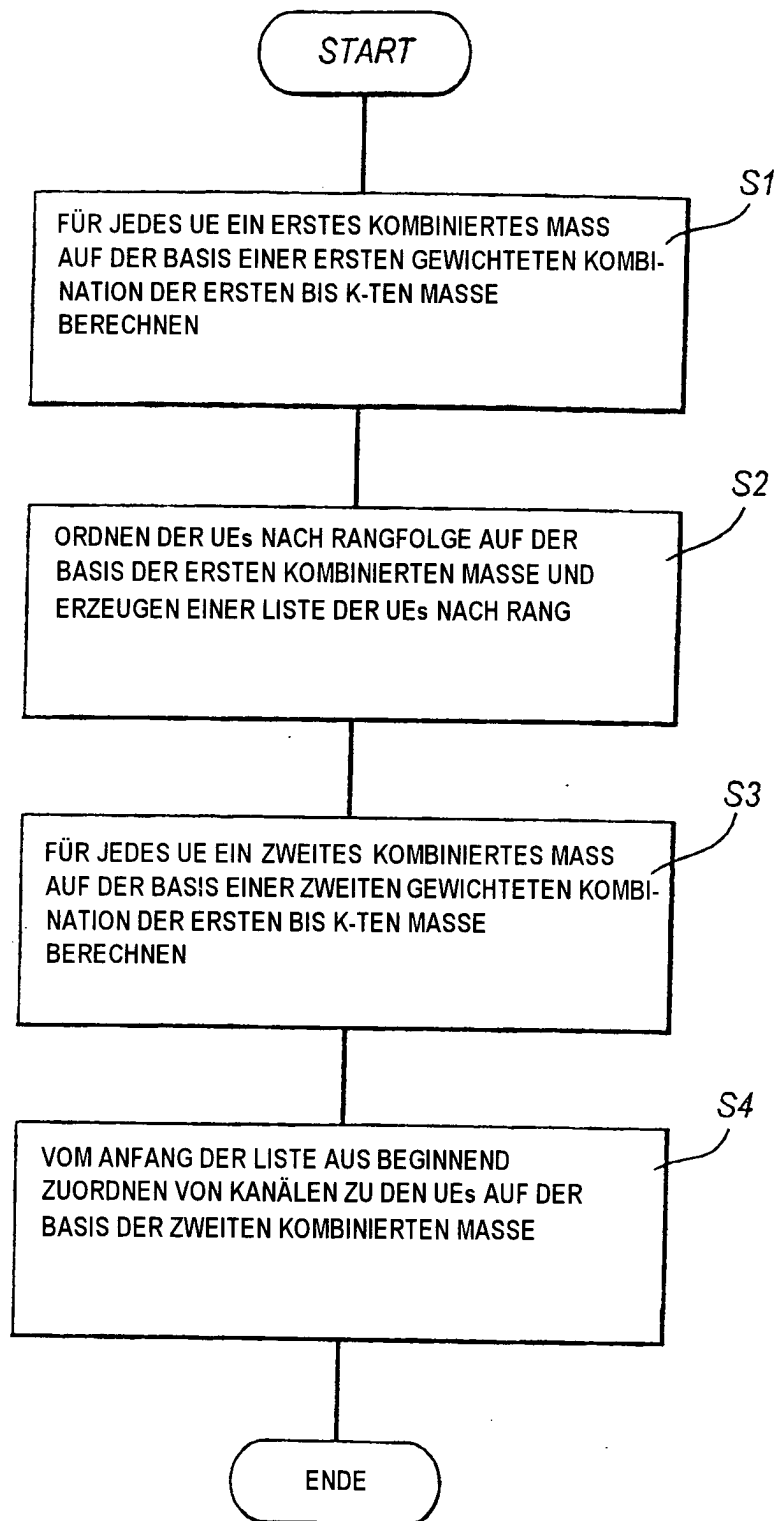 START
S1
FÜR JEDES UE EIN ERSTES KOMBINIERTES MASS
AUF DER BASIS EINER ERSTEN GEWICHTETEN KOMBI-
NATION DER ERSTEN BIS K-TEN MASSE
BERECHNEN
S2
ORDNEN DER UEs NACH RANGFOLGE AUF DER
BASIS DER ERSTEN KOMBINIERTEN MASSE UND
ERZEUGEN EINER LISTE DER UEs NACH RANG
S3
FÜR JEDES UE EIN ZWEITES KOMBINIERTES MASS
AUF DER BASIS EINER ZWEITEN GEWICHTETEN KOMBI-
NATION DER ERSTEN BIS K-TEN MASSE
BERECHNEN
S4
VOM ANFANG DER LISTE AUS BEGINNEND
ZUORDNEN VON KANÄLEN ZU DEN UEs AUF DER
BASIS DER ZWEITEN KOMBINIERTEN MASSE
ENDE